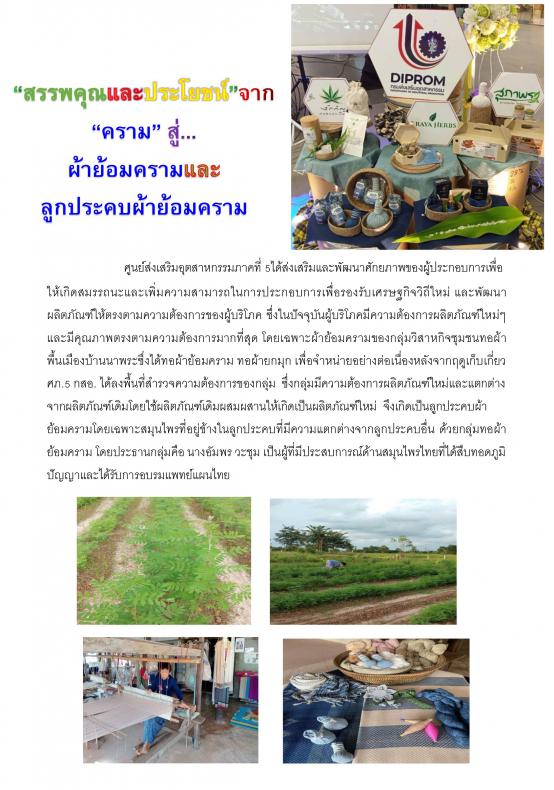 “สรรพคุณและประโยชน์”จาก
“คราม” สู่...
ผ้าย้อมครามและ
ลูกประคบผ้าย้อมคราม
DIPROM
กรมส่งเสริมอุตสาหกรรม
RAYA HERBS
สุภาพร
ศูนย์ส่งเสริมอุตสาหกรรมภาคที่ 5ได้ส่งเสริมและพัฒนาศักยภาพของผู้ประกอบการเพื่อ
ให้เกิดสมรรถนะและเพิ่มความสามารถในการประกอบการเพื่อรองรับเศรษฐกิจวิถีใหม่ และพัฒนา
ผลิตภัณฑ์ให้ตรงตามความต้องการของผู้บริโภค ซึ่งในปัจจุบันผู้บริโภคมีความต้องการผลิตภัณฑ์ใหม่ๆ
และมีคุณภาพตรงตามความต้องการมากที่สุด โดยเฉพาะผ้าย้อมครามของกลุ่มวิสาหกิจชุมชนทอผ้า
พื้นเมืองบ้านนาพระซึ่งได้ทอผ้าย้อมคราม ทอผ้ายกมุก เพื่อจำหน่ายอย่างต่อเนื่องหลังจากฤดูเก็บเกี่ยว
ศภ.5 กสอ. ได้ลงพื้นที่สำรวจความต้องการของกลุ่ม ซึ่งกลุ่มมีความต้องการผลิตภัณฑ์ใหม่และแตกต่าง
จากผลิตภัณฑ์เดิมโดยใช้ผลิตภัณฑ์เดิมผสมผสานให้เกิดเป็นผลิตภัณฑ์ใหม่ จึงเกิดเป็นลูกประคบผ้า
ย้อมครามโดยเฉพาะสมุนไพรที่อยู่ข้างในลูกประคบที่มีความแตกต่างจากลูกประคบอื่น ด้วยกลุ่มทอผ้า
ย้อมคราม โดยประธานกลุ่มคือ นางอัมพร วะชุม เป็นผู้ที่มีประสบการณ์ด้านสมุนไพรไทยที่ได้สืบทอดภูมิ
ปัญญาและได้รับการอบรมแพทย์แผนไทย